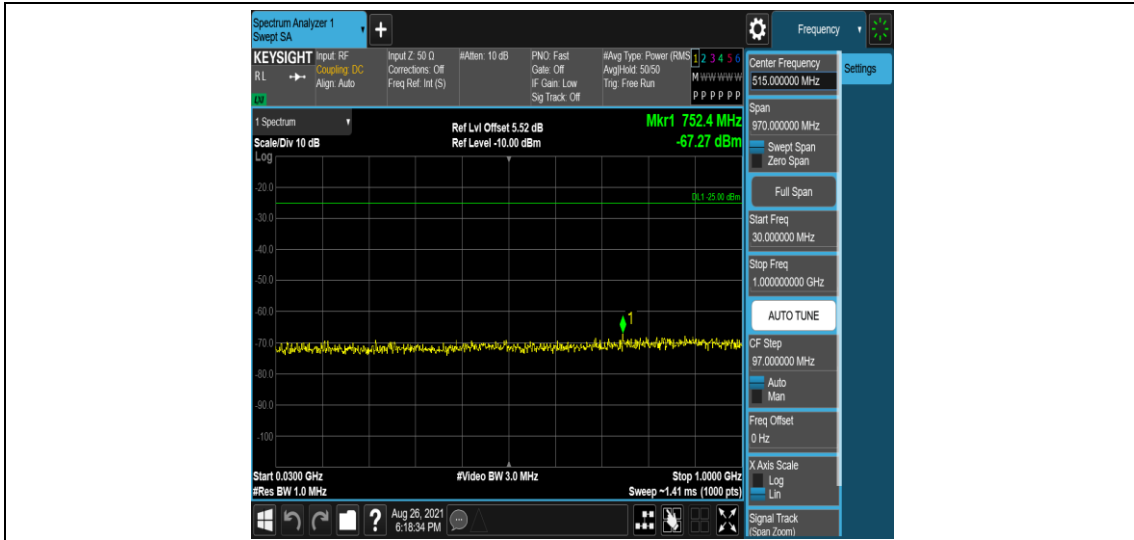 Spectrum Analyzer 1
Swept SA
+
Frequency
KEYSIGHT
RL
Input: RF
Coupling: DC
Align: Auto
Input Z: 50 Ω
Corrections: Off
Freq Ref: Int (S)
#Atten: 10 dB
PNO: Fast
Gate: Off
IF Gain: Low
Sig Track: Off
#Avg Type: Power (RMS
Avg|Hold: 50/50
Trig: Free Run
1 2 3 4 5 6
M W W W W W
P P P P P P
1 Spectrum
Scale/Div 10 dB
Log
Ref Lvl Offset 5.52 dB
Ref Level -10.00 dBm
Mkr1 752.4 MHz
-67.27 dBm
-20.0
DL1 -25.00 dBm
-30.0
-40.0
-50.0
-60.0
1
-70.0
-80.0
-90.0
-100
Start 0.0300 GHz
#Res BW 1.0 MHz
#Video BW 3.0 MHz
Stop 1.0000 GHz
Sweep ~1.41 ms (1000 pts)
?
Aug 26, 2021
6:18:34 PM
Center Frequency
515.000000 MHz
Settings
Span
970.000000 MHz
Swept Span
Zero Span
Full Span
Start Freq
30.000000 MHz
Stop Freq
1.000000000 GHz
AUTO TUNE
CF Step
97.000000 MHz
Auto
Man
Freq Offset
0 Hz
X Axis Scale
Log
Lin
Signal Track
(Span Zoom)